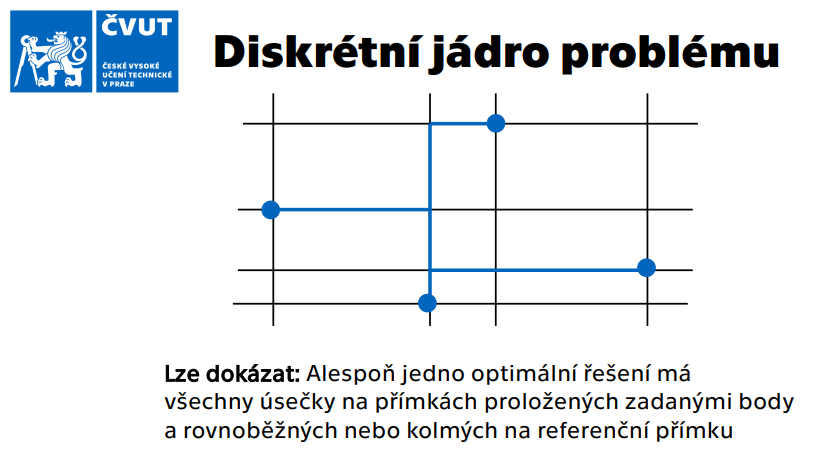 ČVUT
ČESKÉ VYSOKÉ
UČENÍ TECHNICKÉ
V PRAZE
Diskrétní jádro problému
Lze dokázat: Alespoň jedno optimální řešení má
všechny úsečky na přímkách proložených zadanými body
a rovnoběžných nebo kolmých na referenční přímku